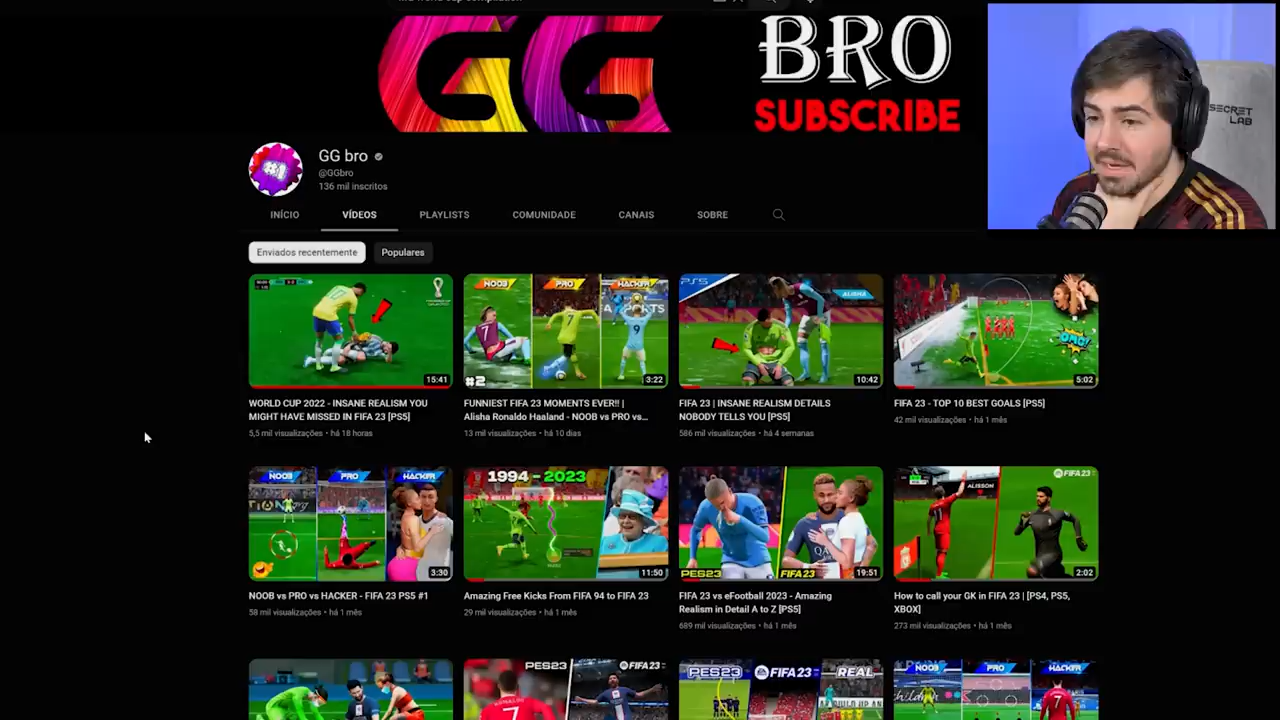 BRO
SUBSCRIBE
SECRET
LAB
GG bro
@GGbro
136 mil inscritos
INÍCIO VÍDEOS PLAYLISTS COMUNIDADE CANAIS SOBRE
Enviados recentemente Populares
15:41
NOOB PRO HACKER
#2
3:22
PS5 ALISHA
10:42
OMG!
5:02
WORLD CUP 2022 - INSANE REALISM YOU
MIGHT HAVE MISSED IN FIFA 23 [PS5]
5,5 mil visualizações • há 18 horas
FUNNIEST FIFA 23 MOMENTS EVER!! |
Alisha Ronaldo Haaland - NOOB vs PRO vs...
13 mil visualizações • há 10 dias
FIFA 23 | INSANE REALISM DETAILS
NOBODY TELLS YOU [PS5]
586 mil visualizações • há 4 semanas
FIFA 23 - TOP 10 BEST GOALS [PS5]
42 mil visualizações • há 1 mês
NOOB PRO HACKER
3:30
1994 - 2023
11:50
PES23 FIFA23
19:51
ALISSON FIFA23
2:02
NOOB vs PRO vs HACKER - FIFA 23 PS5 #1
58 mil visualizações • há 1 mês
Amazing Free Kicks From FIFA 94 to FIFA 23
29 mil visualizações • há 1 mês
FIFA 23 vs eFootball 2023 - Amazing
Realism in Detail A to Z [PS5]
689 mil visualizações • há 1 mês
How to call your GK in FIFA 23 | [PS4, PS5,
XBOX]
273 mil visualizações • há 1 mês
PES23 FIFA23
7
PES23 FIFA23 REAL
NOOB PRO HACKER
7